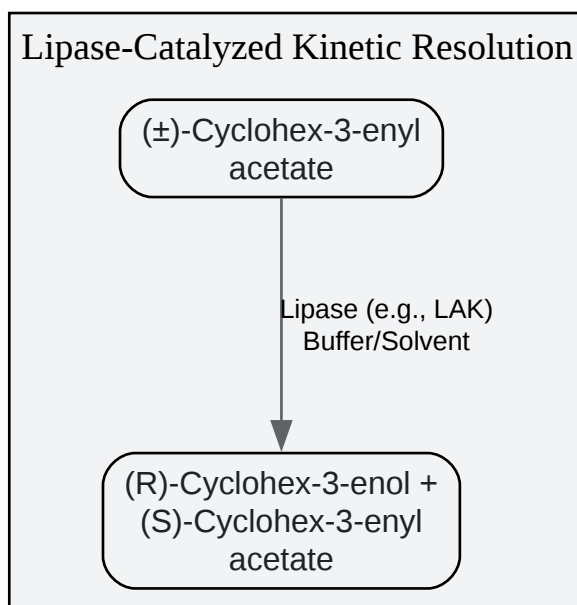 Lipase-Catalyzed Kinetic Resolution
(±)-Cyclohex-3-enyl
acetate
Lipase (e.g., LAK)
Buffer/Solvent
(R)-Cyclohex-3-enol +
(S)-Cyclohex-3-enyl
acetate